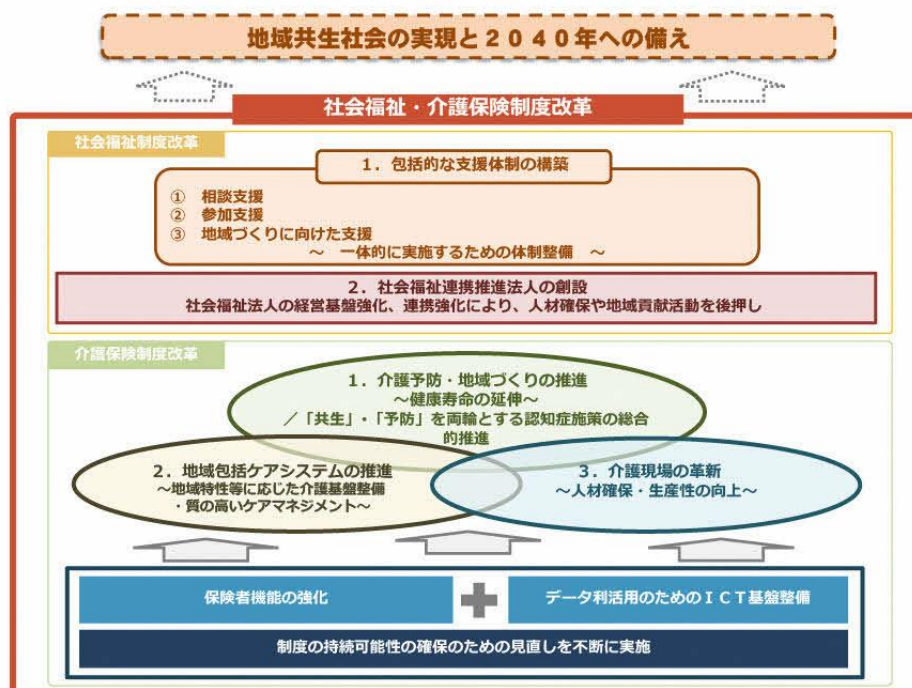 地域共生社会の実現と２０４０年への備え
社会福祉・介護保険制度改革
社会福祉制度改革
１．包括的な支援体制の構築
①　相談支援
②　参加支援
③　地域づくりに向けた支援
～　一体的に実施するための体制整備　～
２．社会福祉連携推進法人の創設
社会福祉法人の経営基盤強化、連携強化により、人材確保や地域貢献活動を後押し
介護保険制度改革
１．介護予防・地域づくりの推進
～健康寿命の延伸～
／「共生」・「予防」を両輪とする認知症施策の総合
的推進
２．地域包括ケアシステムの推進
～地域特性等に応じた介護基盤整備
・質の高いケアマネジメント～
３．介護現場の革新
～人材確保・生産性の向上～
保険者機能の強化
データ利活用のためのＩＣＴ基盤整備
制度の持続可能性の確保のための見直しを不断に実施